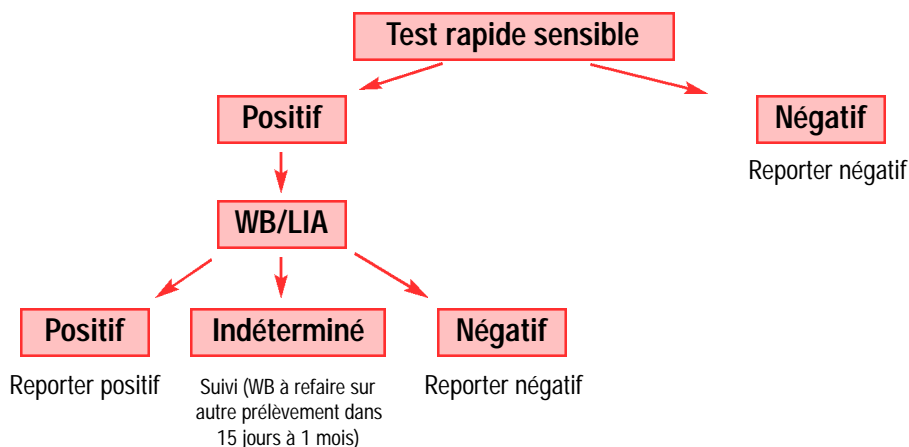 Test rapide sensible
Positif
Négatif
Reporter négatif
WB/LIA
Positif
Indéterminé
Négatif
Reporter positif
Suivi (WB à refaire sur
autre prélèvement dans
15 jours à 1 mois)
Reporter négatif